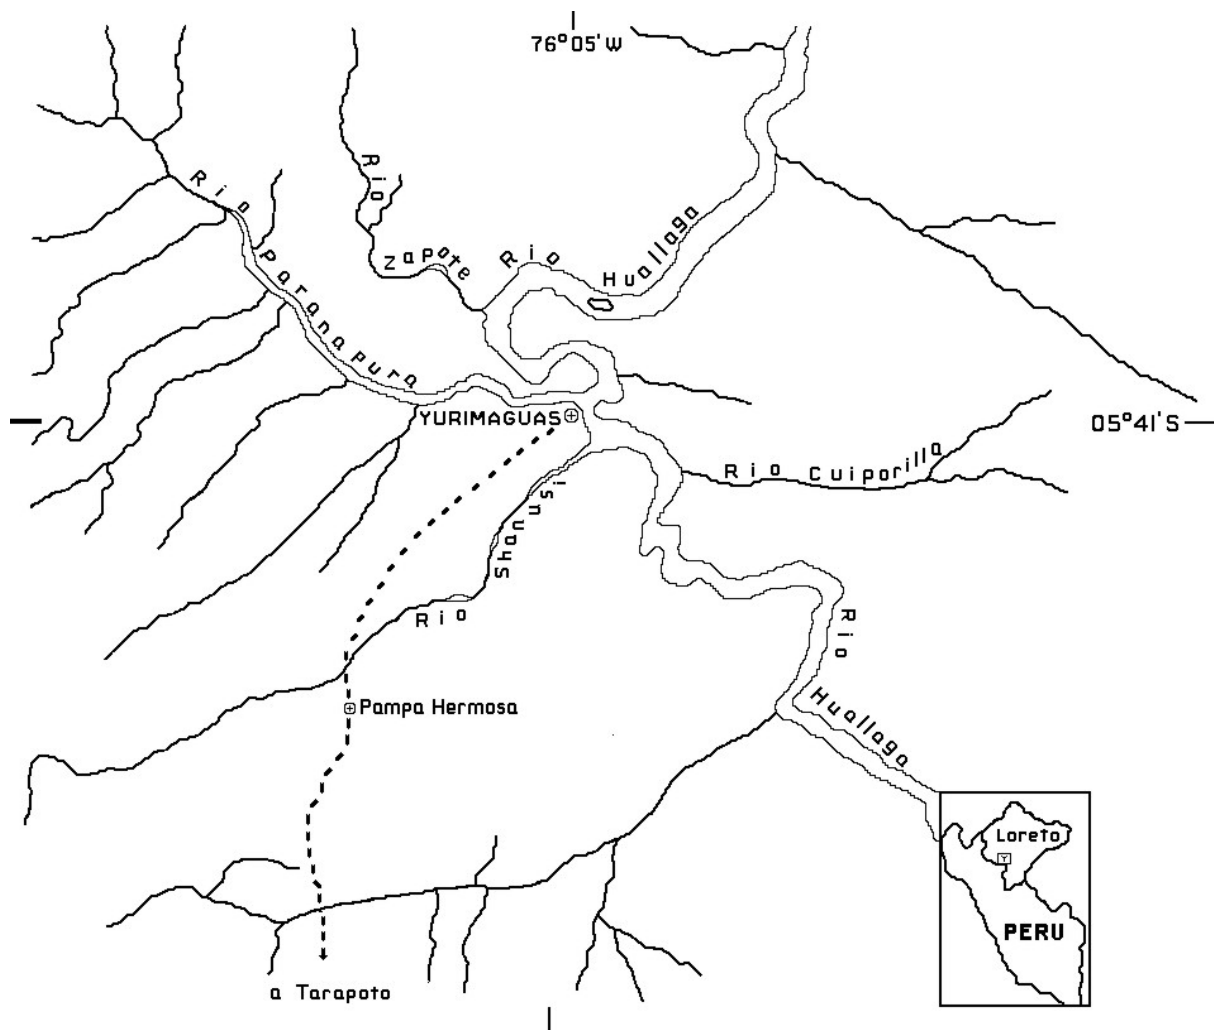 76°05'W
Rio Zapote
Rio Huallaga
Rio Paranapura
YURIMAGUAS
05°41'S
Rio Cuiparilla
Rio Shanusi
Rio Huallaga
Pampa Hermosa
Loreto
Y
PERU
a Tarapoto